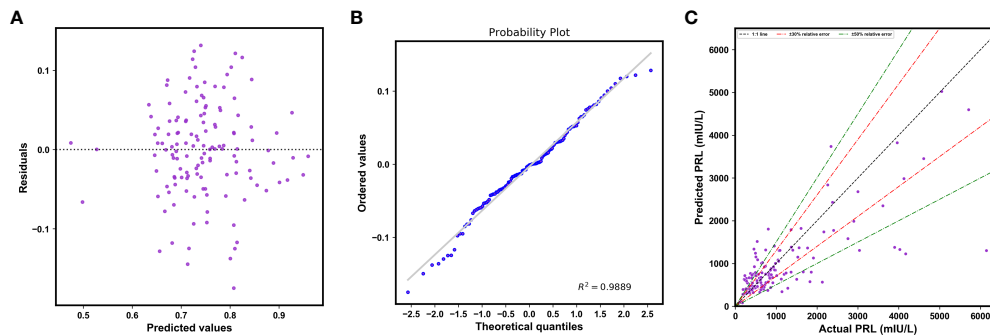 A
Residuals
0.1
0.0
−0.1
0.5 0.6 0.7 0.8 0.9
Predicted values
B
Probability Plot
Ordered values
0.1
0.0
−0.1
R² = 0.9889
−2.5 −2.0 −1.5 −1.0 −0.5 0.0 0.5 1.0 1.5 2.0 2.5
Theoretical quantiles
C
1:1 line ±30% relative error ±50% relative error
Predicted PRL (mIU/L)
6000
5000
4000
3000
2000
1000
0
0 1000 2000 3000 4000 5000 6000
Actual PRL (mIU/L)